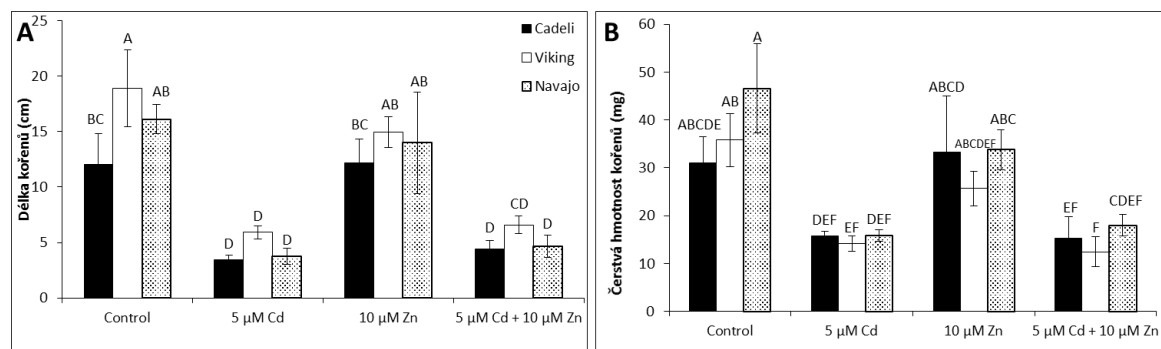 A
Délka kořenů (cm)
25
20
15
10
5
0
BC
A
AB
D
D
D
BC
AB
AB
D
CD
D
Cadeli
Viking
Navajo
Control
5 µM Cd
10 µM Zn
5 µM Cd + 10 µM Zn
B
Čerstvá hmotnost kořenů (mg)
60
50
40
30
20
10
0
ABCDE
AB
A
DEF
EF
DEF
ABCD
ABCDEF
ABC
EF
F
CDEF
Control
5 µM Cd
10 µM Zn
5 µM Cd + 10 µM Zn